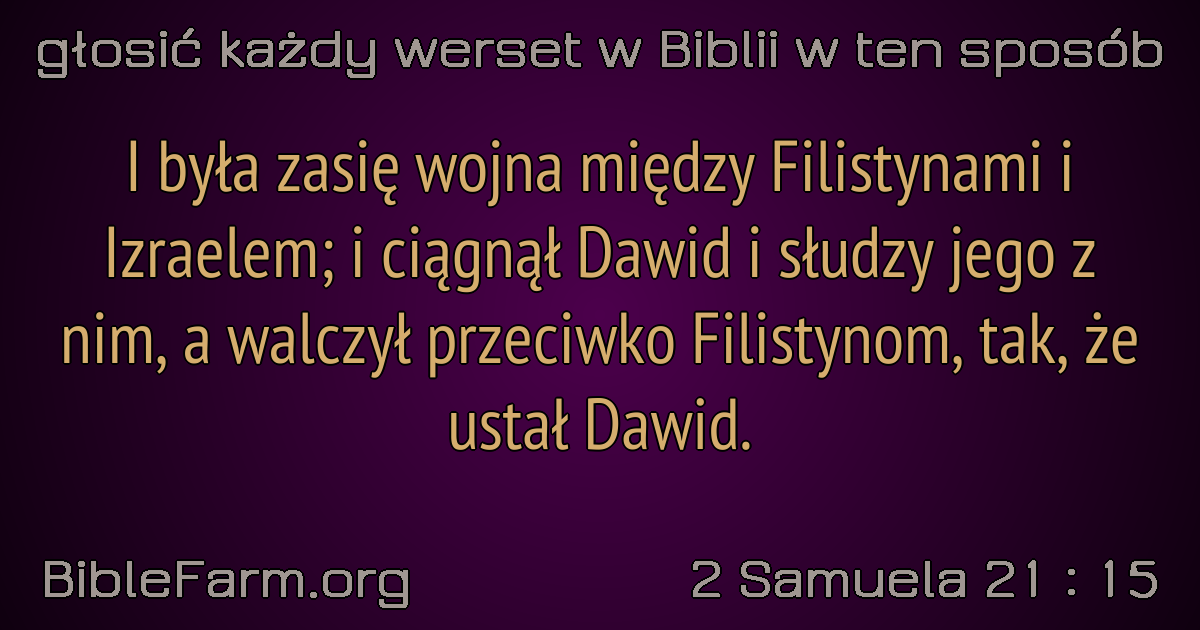 głosić każdy werset w Biblii w ten sposób
I była zasię wojna między Filistynami i
Izraelem; i ciągnął Dawid i słudzy jego z
nim, a walczył przeciwko Filistynom, tak, że
ustał Dawid.
BibleFarm.org
2 Samuela 21 : 15